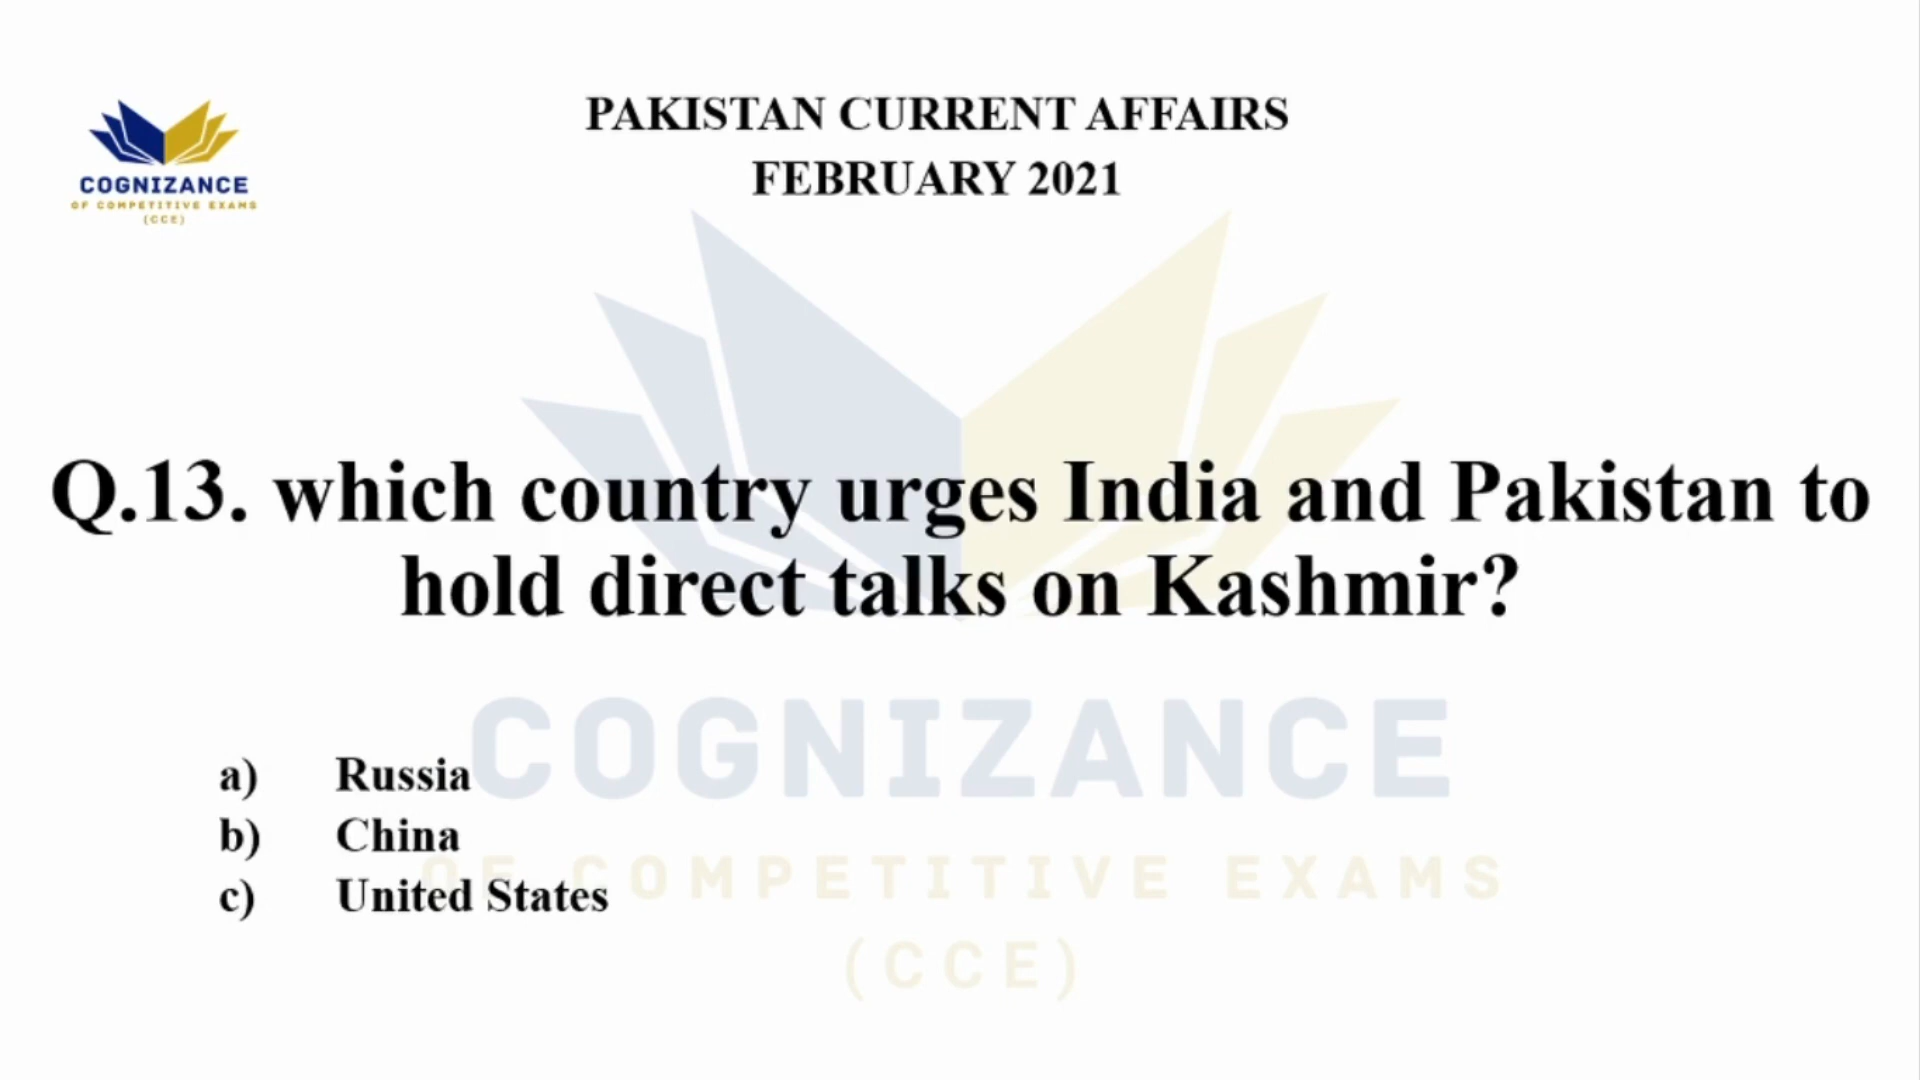 PAKISTAN CURRENT AFFAIRS
FEBRUARY 2021
COGNIZANCE
OF COMPETITIVE EXAMS
(CCE)
Q.13. which country urges India and Pakistan to
hold direct talks on Kashmir?
COGNIZANCE
a) Russia
b) China
OF COMPETITIVE EXAMS
c) United States
(CCE)